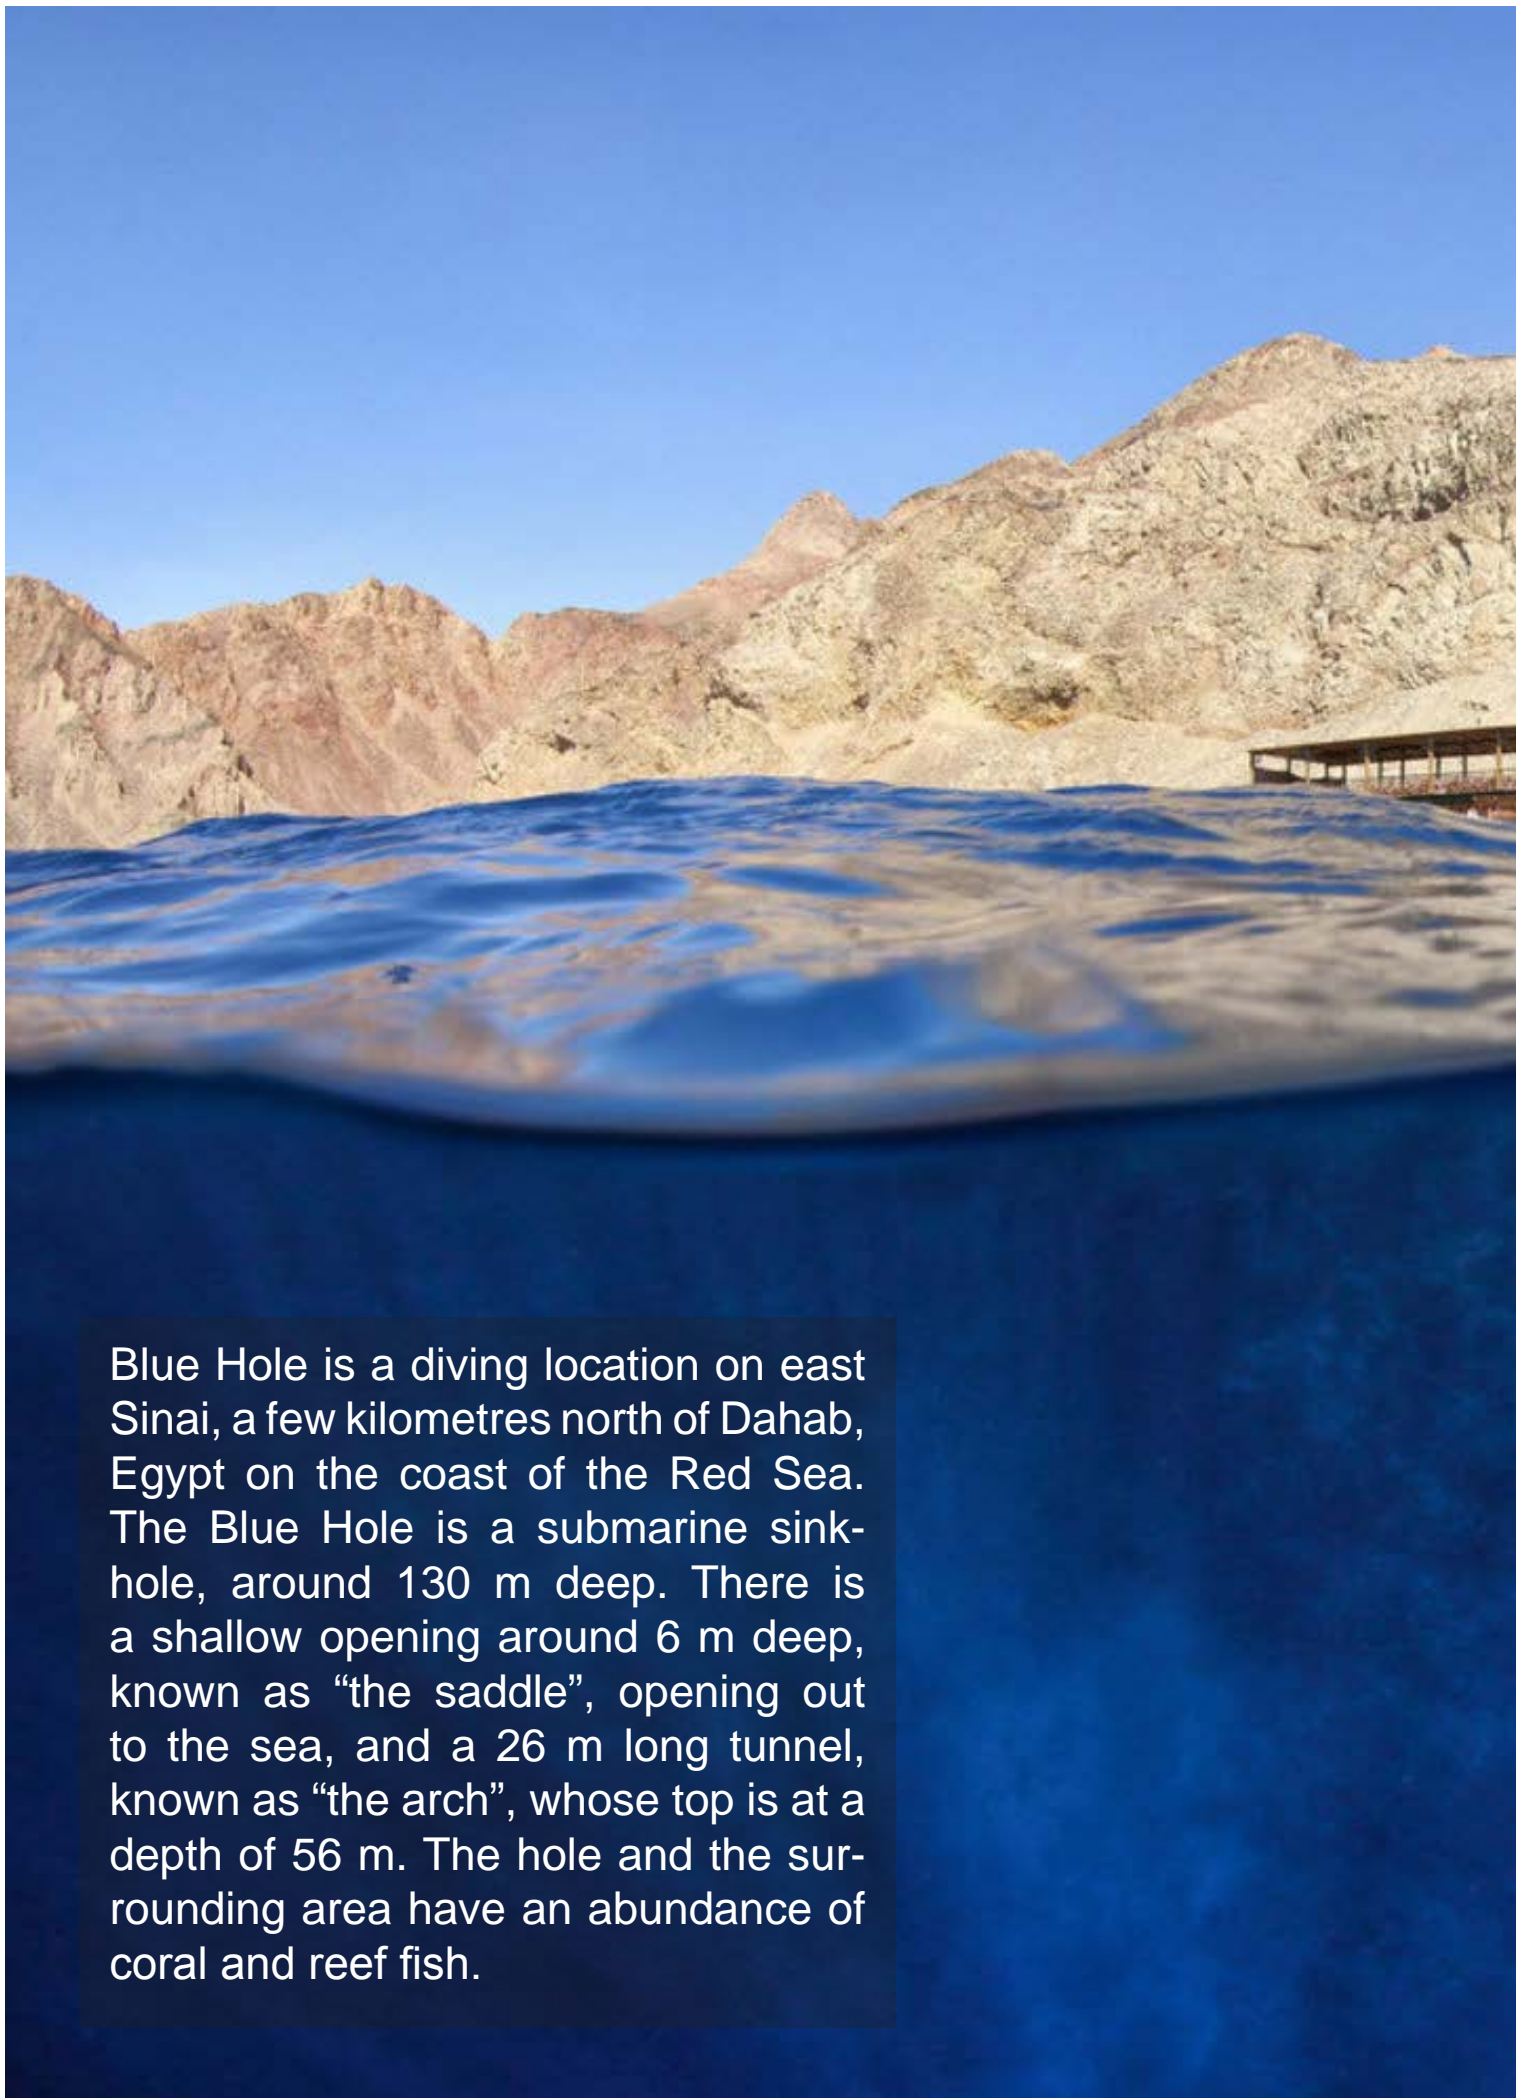 Blue Hole is a diving location on east
Sinai, a few kilometres north of Dahab,
Egypt on the coast of the Red Sea.
The Blue Hole is a submarine sink-
hole, around 130 m deep. There is
a shallow opening around 6 m deep,
known as “the saddle”, opening out
to the sea, and a 26 m long tunnel,
known as “the arch”, whose top is at a
depth of 56 m. The hole and the sur-
rounding area have an abundance of
coral and reef fish.